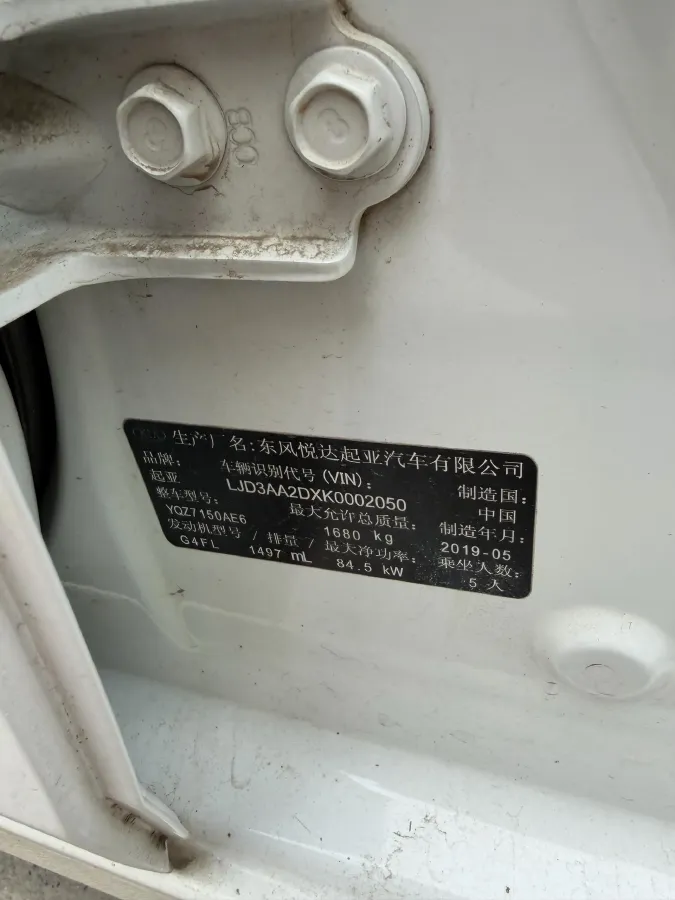 生产厂名:东风悦达起亚汽车有限公司
品牌: 车辆识别代号(VIN): 制造国:
起亚 LJD3AA2DXK0002050 中国
整车型号: 最大允许总质量: 制造年月:
YQZ7150AE6 1680 kg 2019-05
发动机型号 / 排量 / 最大净功率: 乘坐人数:
G4FL 1497 mL 84.5 kW 5 人